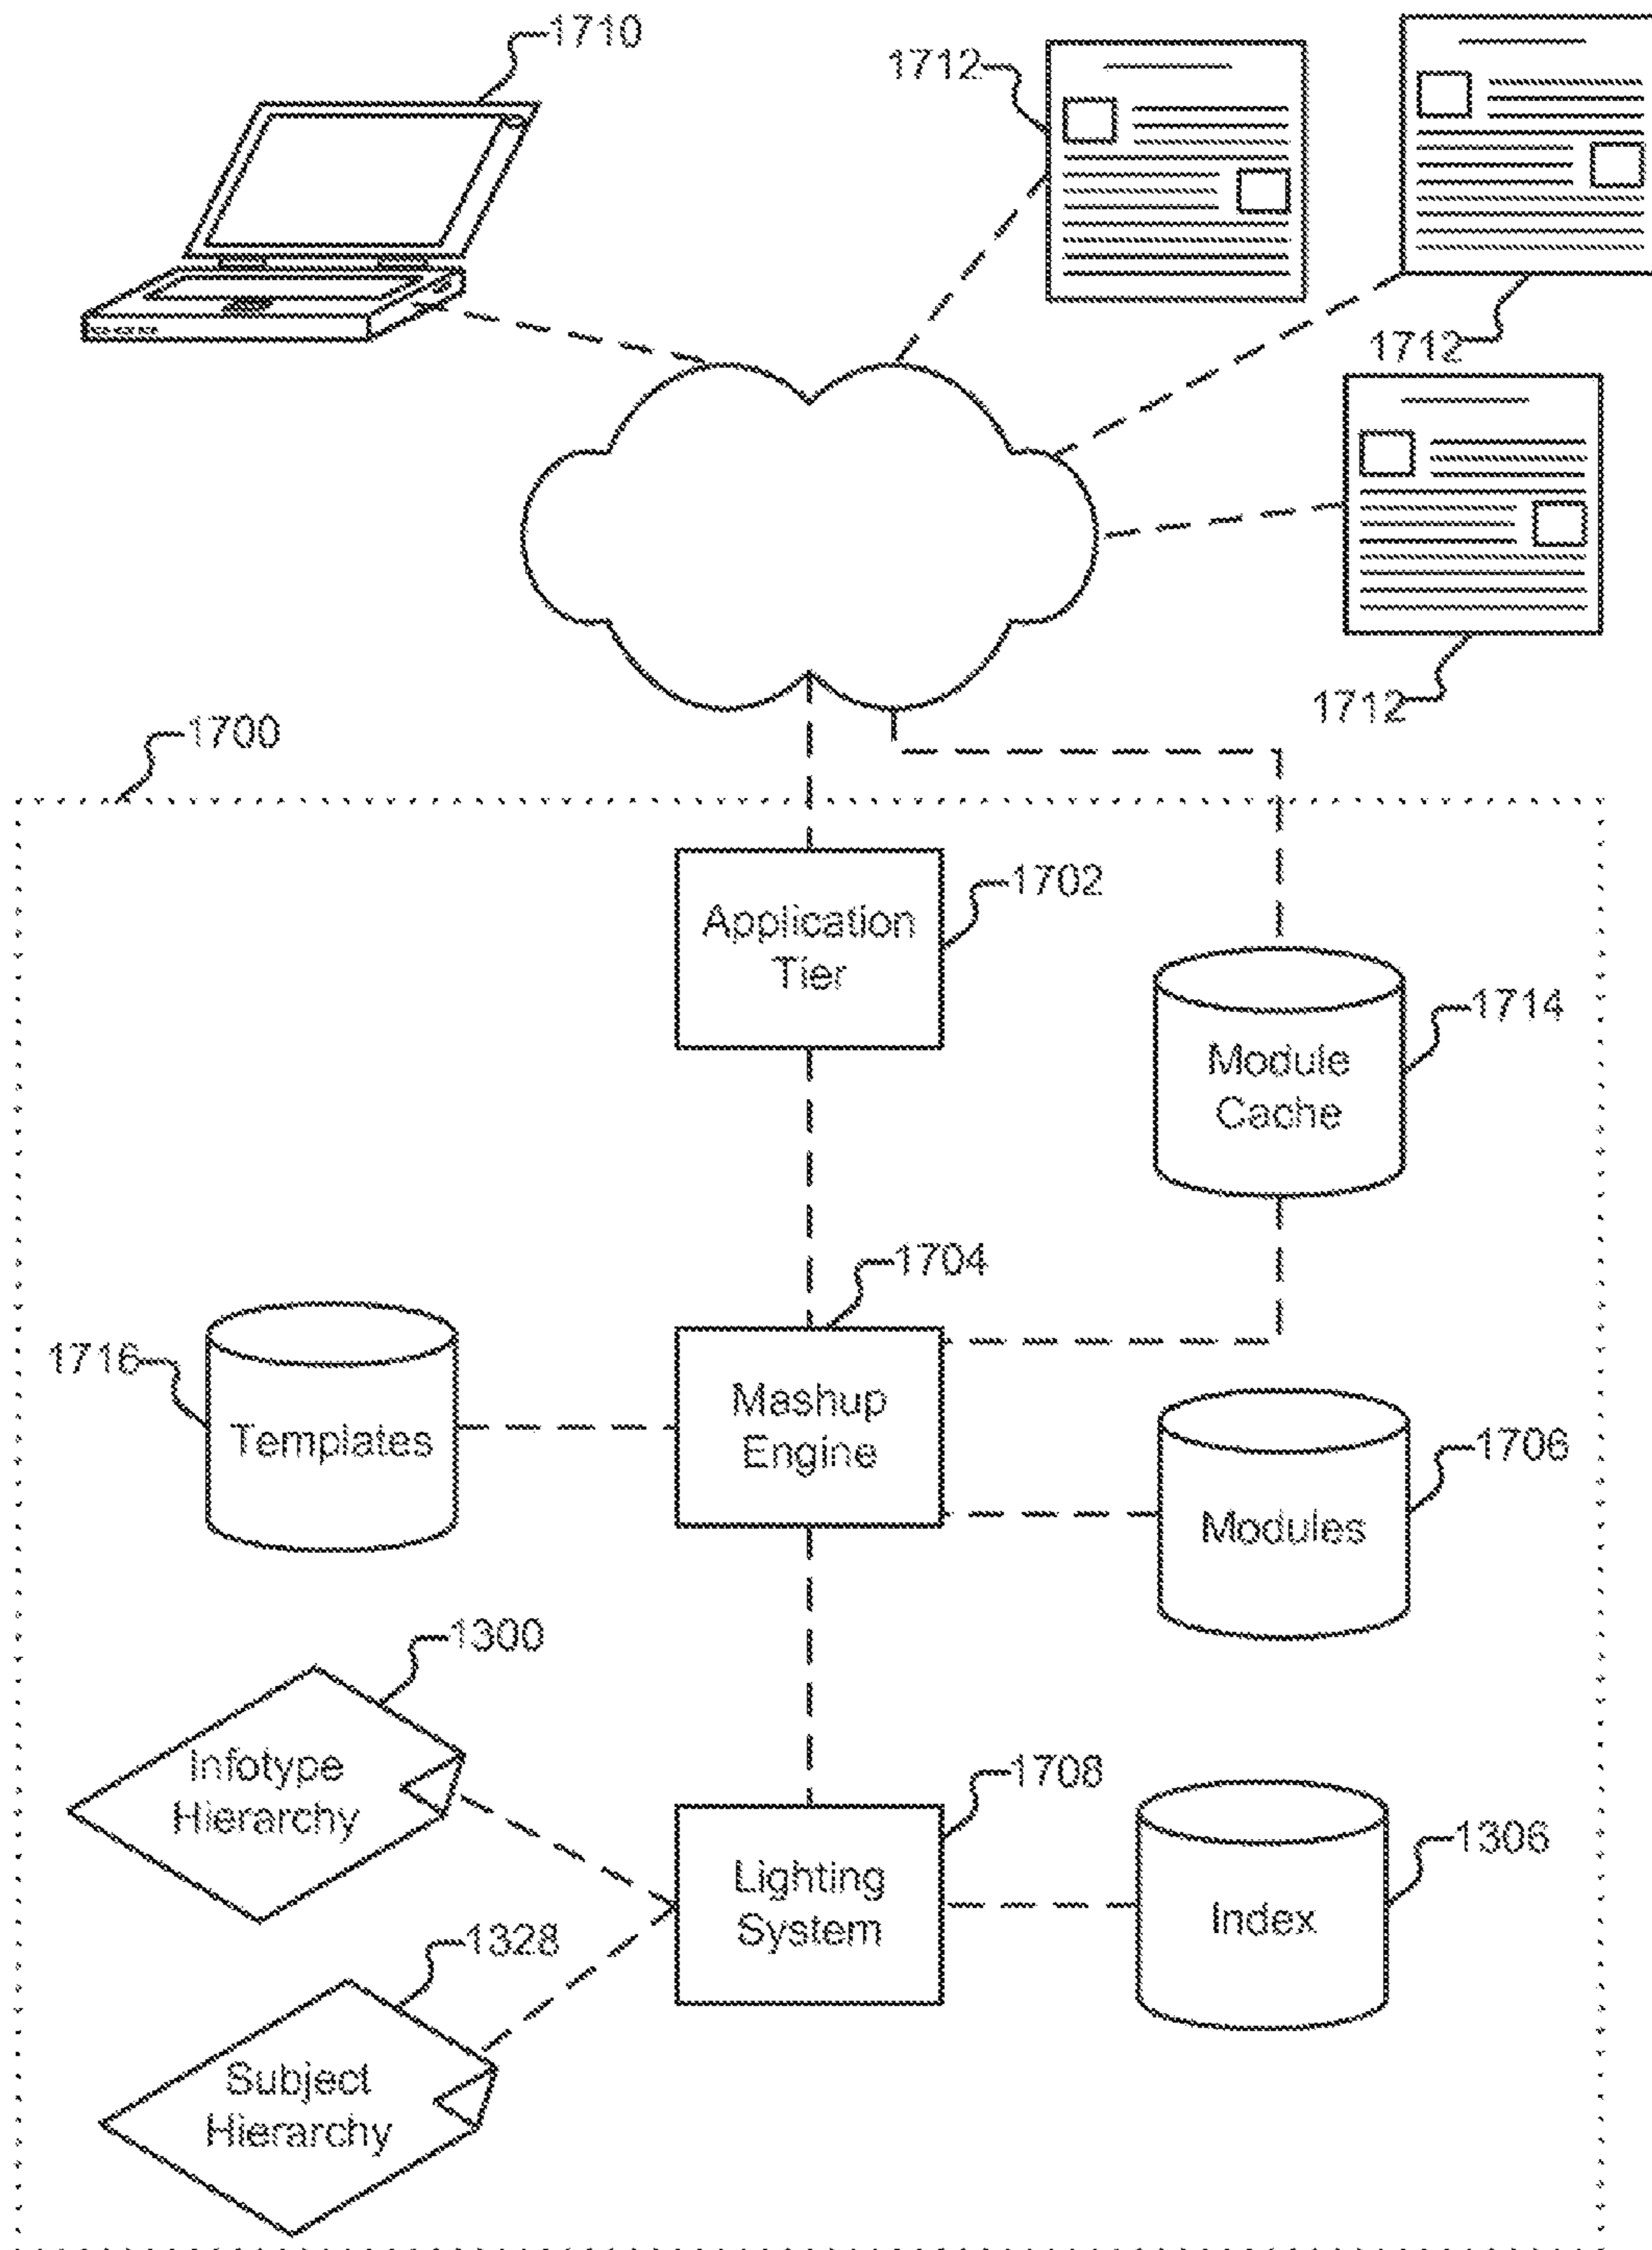 1710
1712
1712
1712
1700
Application
Tier
1702
Module
Cache
1714
1704
1716
Templates
Mashup
Engine
Modules
1706
1300
Infotype
Hierarchy
1708
Lighting
System
1306
Index
1328
Subject
Hierarchy